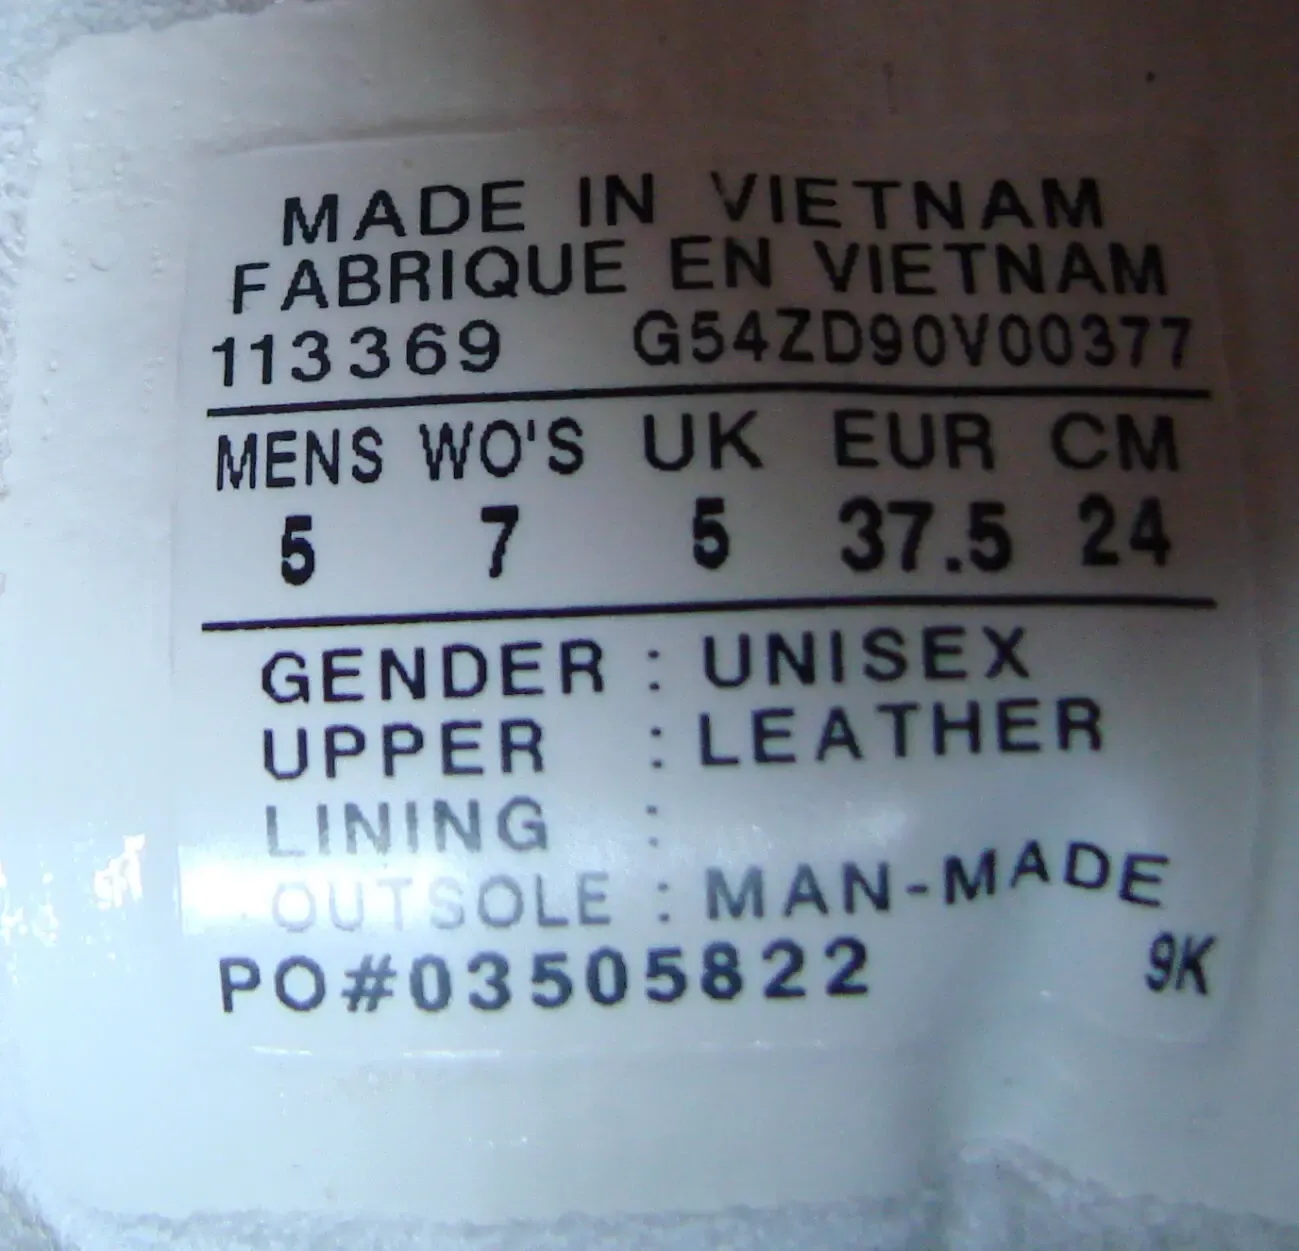 MADE IN VIETNAM
FABRIQUE EN VIETNAM
113369 G54ZD90V00377
MENS WO'S UK EUR CM
5 7 5 37.5 24
GENDER : UNISEX
UPPER : LEATHER
LINING :
OUTSOLE : MAN-MADE
PO#03505822 9K